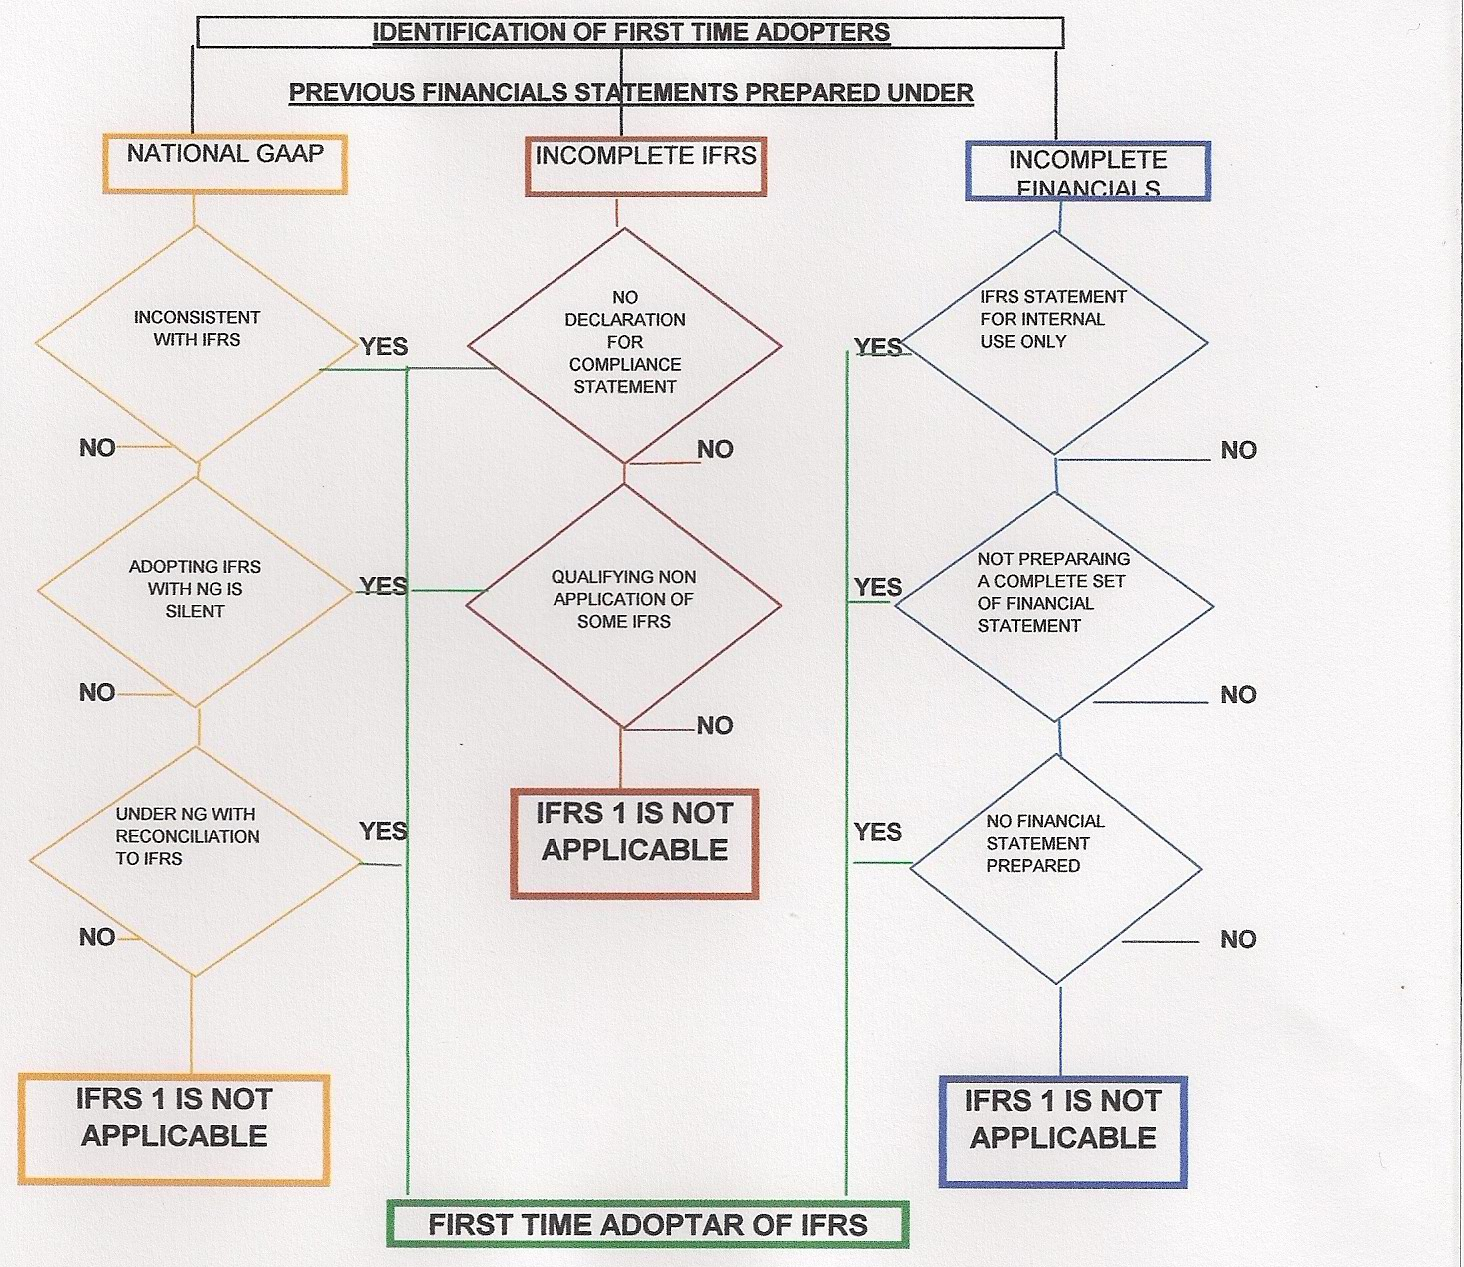 IDENTIFICATION OF FIRST TIME ADOPTERS
PREVIOUS FINANCIALS STATEMENTS PREPARED UNDER
NATIONAL GAAP
INCOMPLETE IFRS
INCOMPLETE
FINANCIALS
INCONSISTENT
WITH IFRS
YES
NO
NO
DECLARATION
FOR
COMPLIANCE
STATEMENT
NO
IFRS STATEMENT
FOR INTERNAL
USE ONLY
YES
NO
ADOPTING IFRS
WITH NG IS
SILENT
YES
NO
QUALIFYING NON
APPLICATION OF
SOME IFRS
NO
NOT PREPARAING
A COMPLETE SET
OF FINANCIAL
STATEMENT
YES
NO
UNDER NG WITH
RECONCILIATION
TO IFRS
YES
NO
IFRS 1 IS NOT
APPLICABLE
NO FINANCIAL
STATEMENT
PREPARED
YES
NO
IFRS 1 IS NOT
APPLICABLE
IFRS 1 IS NOT
APPLICABLE
FIRST TIME ADOPTAR OF IFRS